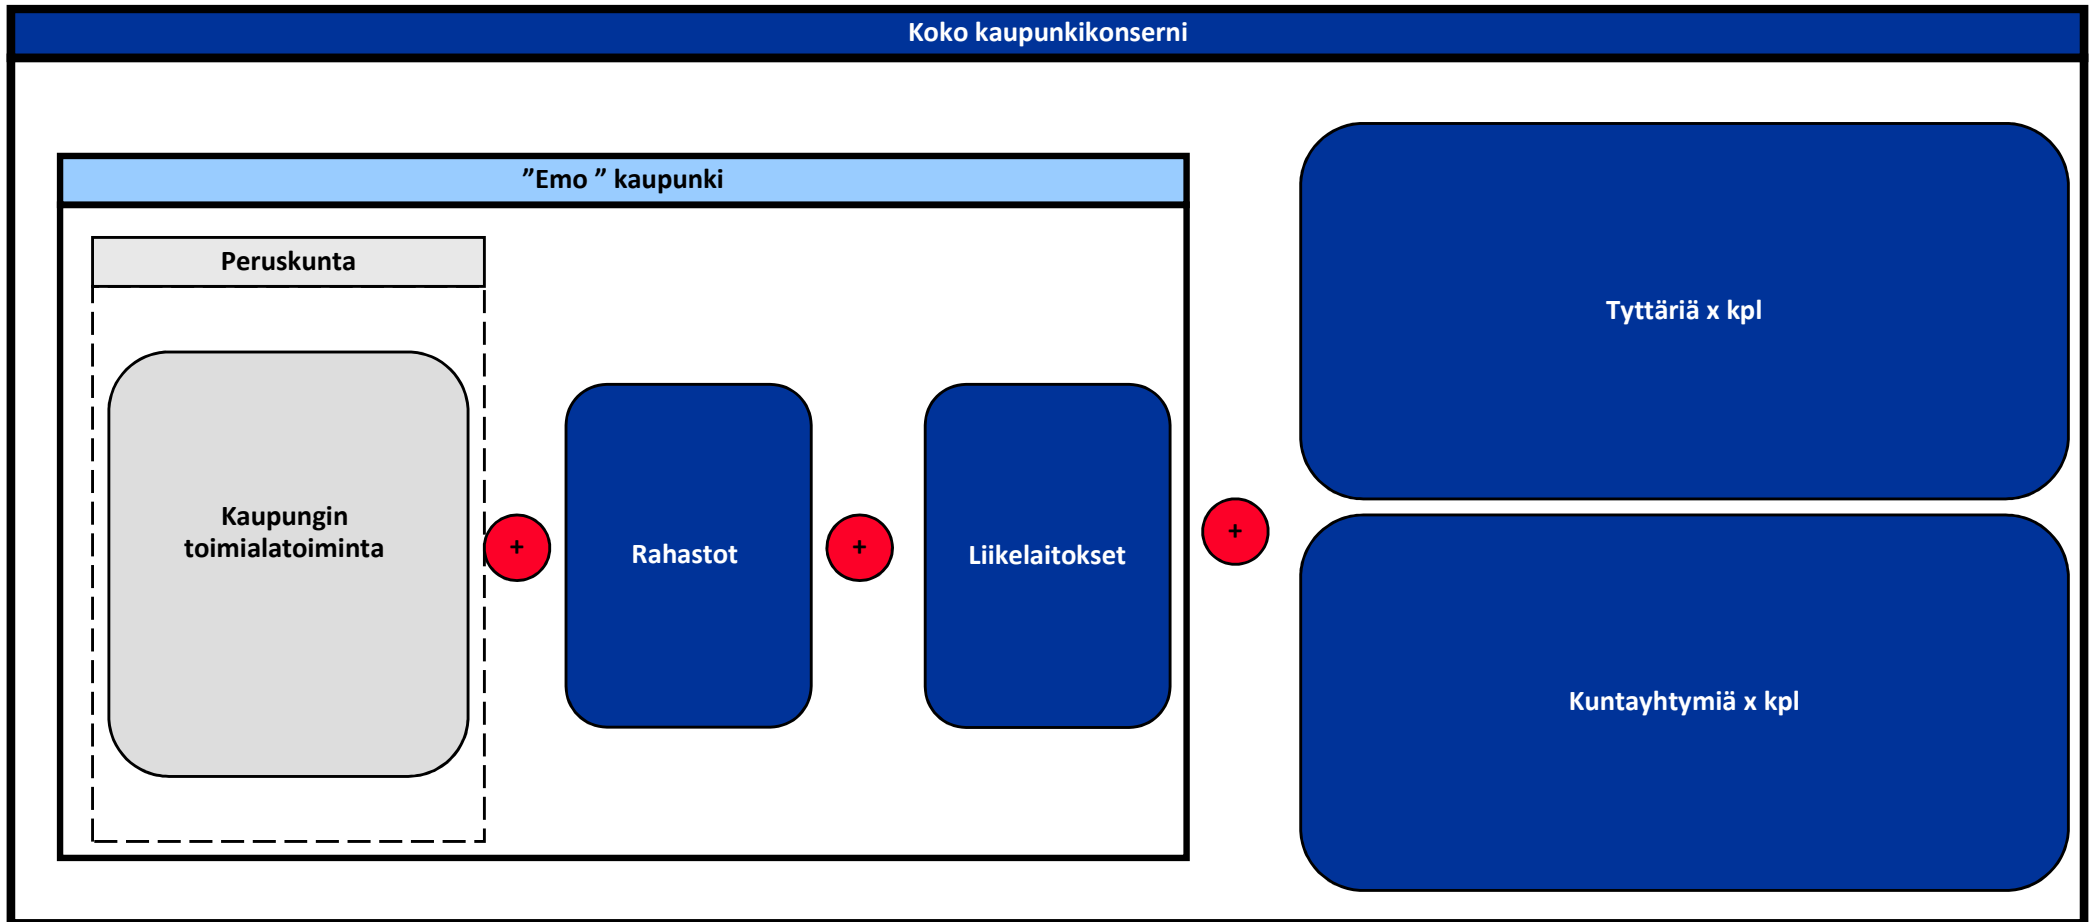 Koko kaupunkikonserni
”Emo ” kaupunki
Peruskunta
Kaupungin
toimialatoiminta
+
Rahastot
+
Liikelaitokset
+
Tyttäriä x kpl
Kuntayhtymiä x kpl